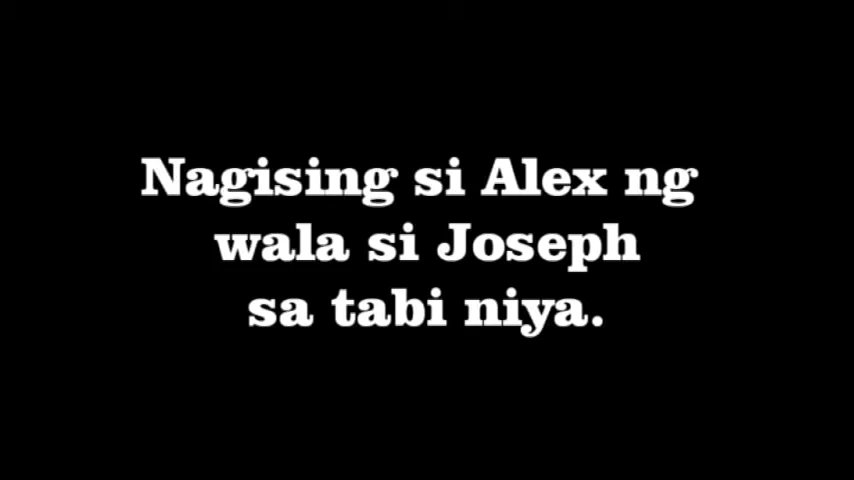 Nagising si Alex ng
wala si Joseph
sa tabi niya.